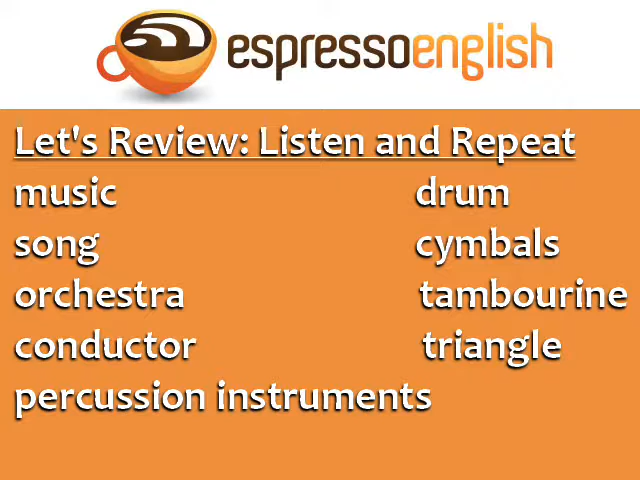 espressoenglish
Let's Review: Listen and Repeat
music drum
song cymbals
orchestra tambourine
conductor triangle
percussion instruments